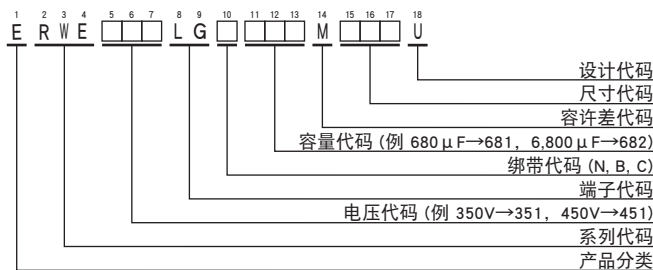 1 2 3 4 5 6 7 8 9 10 11 12 13 14 15 16 17 18
E R W E □□□ L G □ □□□ M □□□ U
设计代码
尺寸代码
容许差代码
容量代码 (例 680μF→681，6,800μF→682)
绑带代码 (N, B, C)
端子代码
电压代码 (例 350V→351，450V→451)
系列代码
产品分类